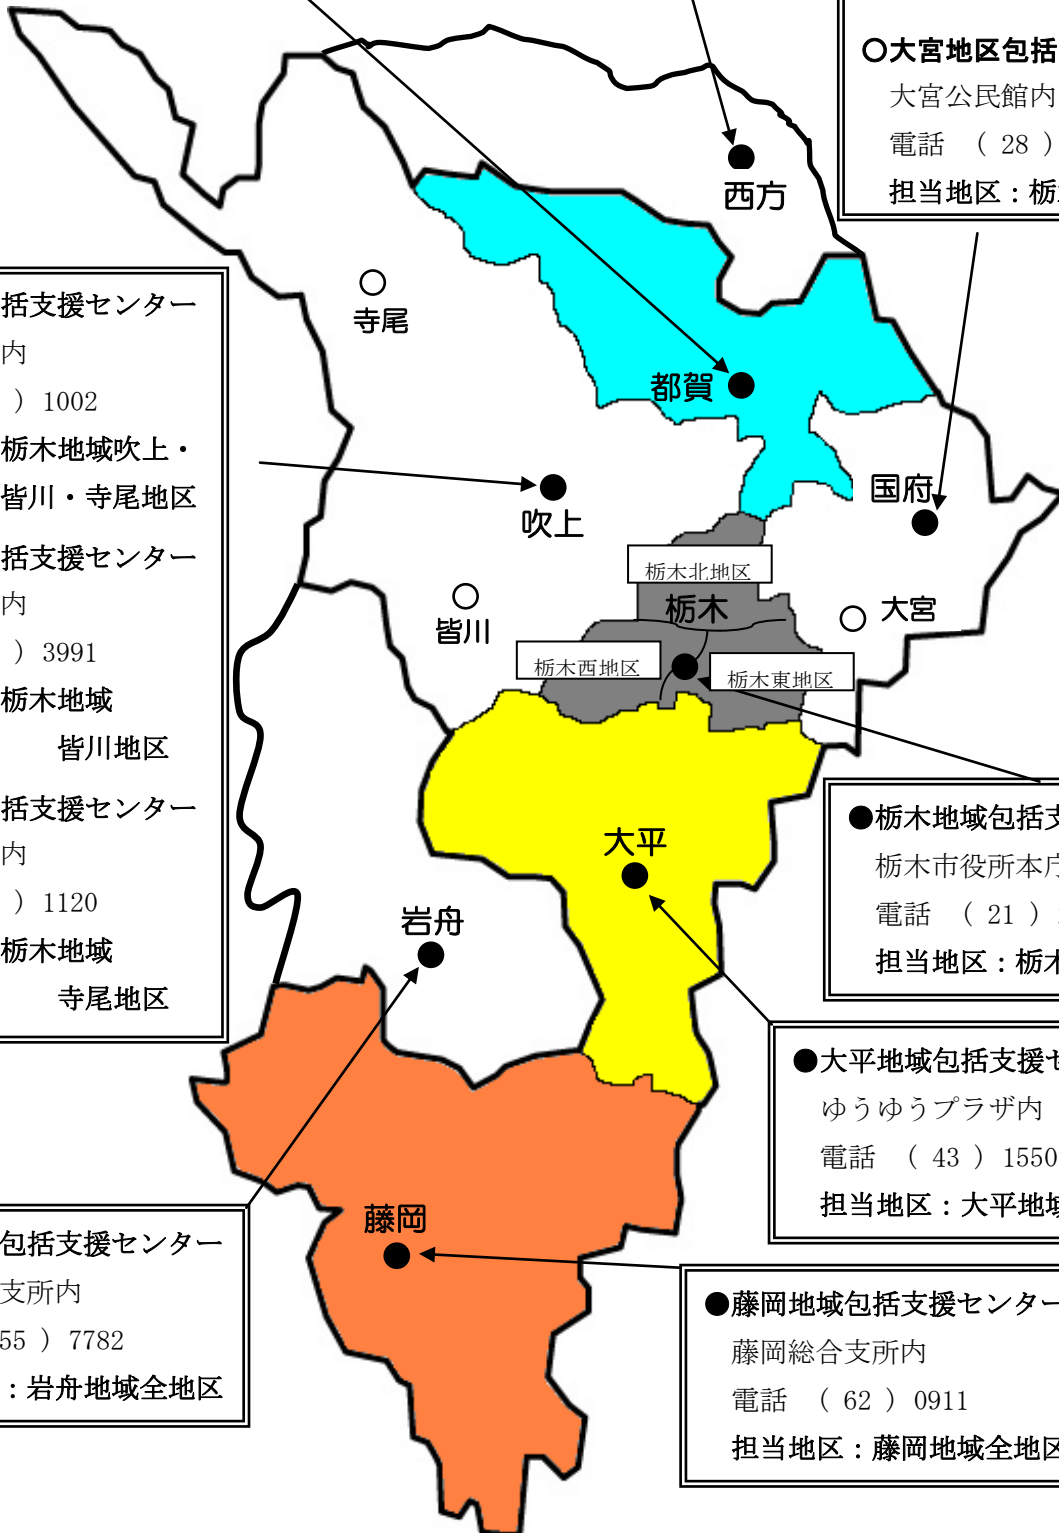 ○大宮地区包括
大宮公民館内
電話 （ 28 ）
担当地区：栃
西方
寺尾
都賀
国府
吹上
皆川
大宮
栃木北地区
栃木
栃木西地区
栃木東地区
大平
岩舟
藤岡
括支援センター
内
）1002
栃木地域吹上・
皆川・寺尾地区
括支援センター
内
）3991
栃木地域
皆川地区
括支援センター
内
）1120
栃木地域
寺尾地区
●栃木地域包括支
栃木市役所本庁
電話 （ 21 ）
担当地区：栃木
●大平地域包括支援セ
ゆうゆうプラザ内
電話 （ 43 ）1550
担当地区：大平地域
包括支援センター
支所内
55 ）7782
：岩舟地域全地区
●藤岡地域包括支援センター
藤岡総合支所内
電話 （ 62 ）0911
担当地区：藤岡地域全地区